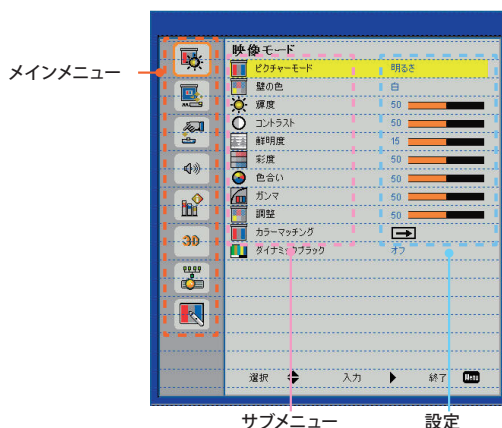 メインメニュー
映像モード
ピクチャーモード 明るさ
壁の色 白
輝度 50
コントラスト 50
鮮明度 15
彩度 50
色合い 50
ガンマ 50
調整 50
カラーマッチング
ダイナミックブラック オフ
3D
選択 入力 終了 Menu
サブメニュー 設定